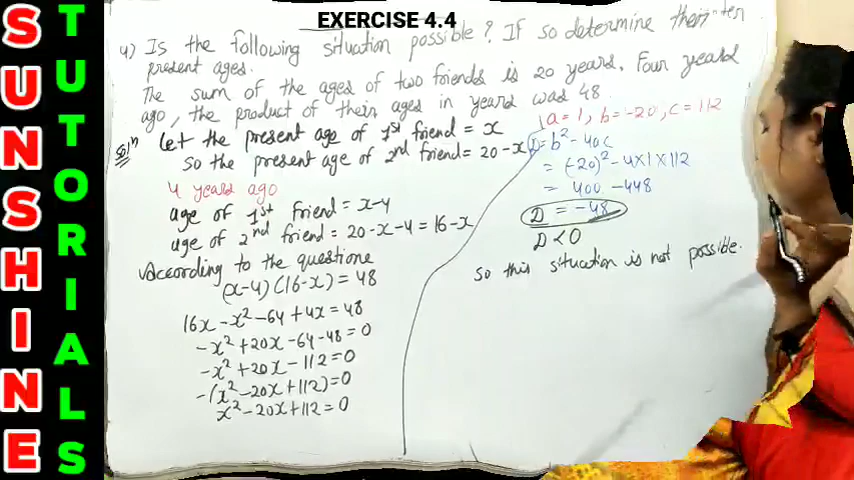 SUNSHINE
TUTORIALS
EXERCISE 4.4
4) Is the following situation possible? If so determine their
present ages.
The sum of the ages of two friends is 20 years. Four years
ago, the product of their ages in years was 48.
Solⁿ Let the present age of 1st friend = x
so the present age of 2nd friend = 20-x
4 years ago
age of 1st friend = x-4
age of 2nd friend = 20-x-4 = 16-x
According to the questione
(x-4)(16-x) = 48
16x - x² - 64 + 4x = 48
-x² + 20x - 64 - 48 = 0
-x² + 20x - 112 = 0
-(x² - 20x + 112) = 0
x² - 20x + 112 = 0
a = 1, b = -20, c = 112
D = b² - 4ac
= (-20)² - 4×1×112
= 400 - 448
D = -48
D < 0
so this situation is not possible.